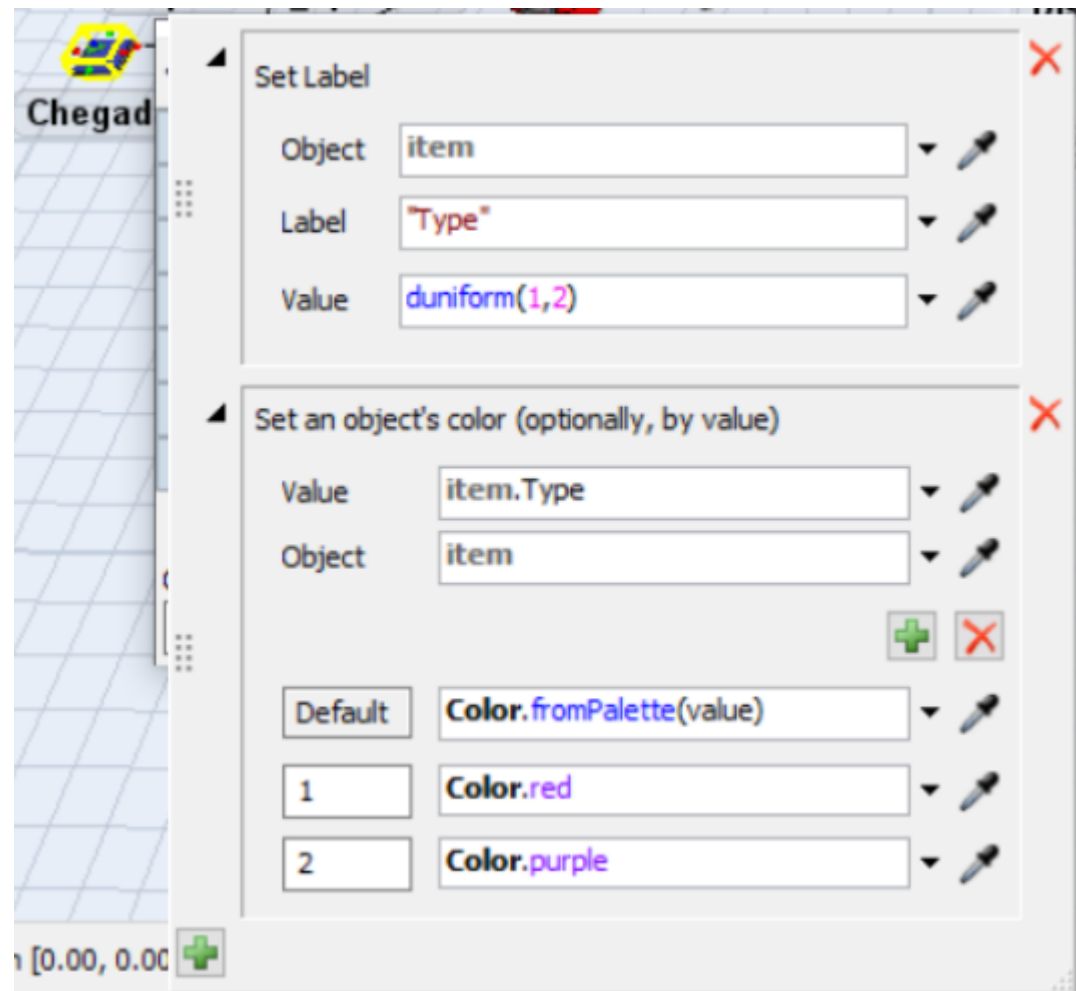 Chegad
Set Label
Object item
Label "Type"
Value duniform(1,2)
Set an object's color (optionally, by value)
Value item.Type
Object item
Default Color.fromPalette(value)
1 Color.red
2 Color.purple
[0.00, 0.00